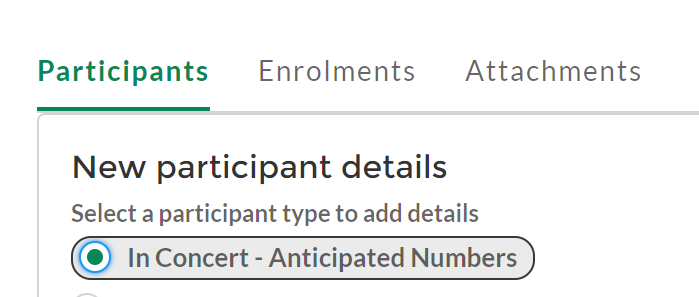 Participants Enrolments Attachments
New participant details
Select a participant type to add details
In Concert - Anticipated Numbers